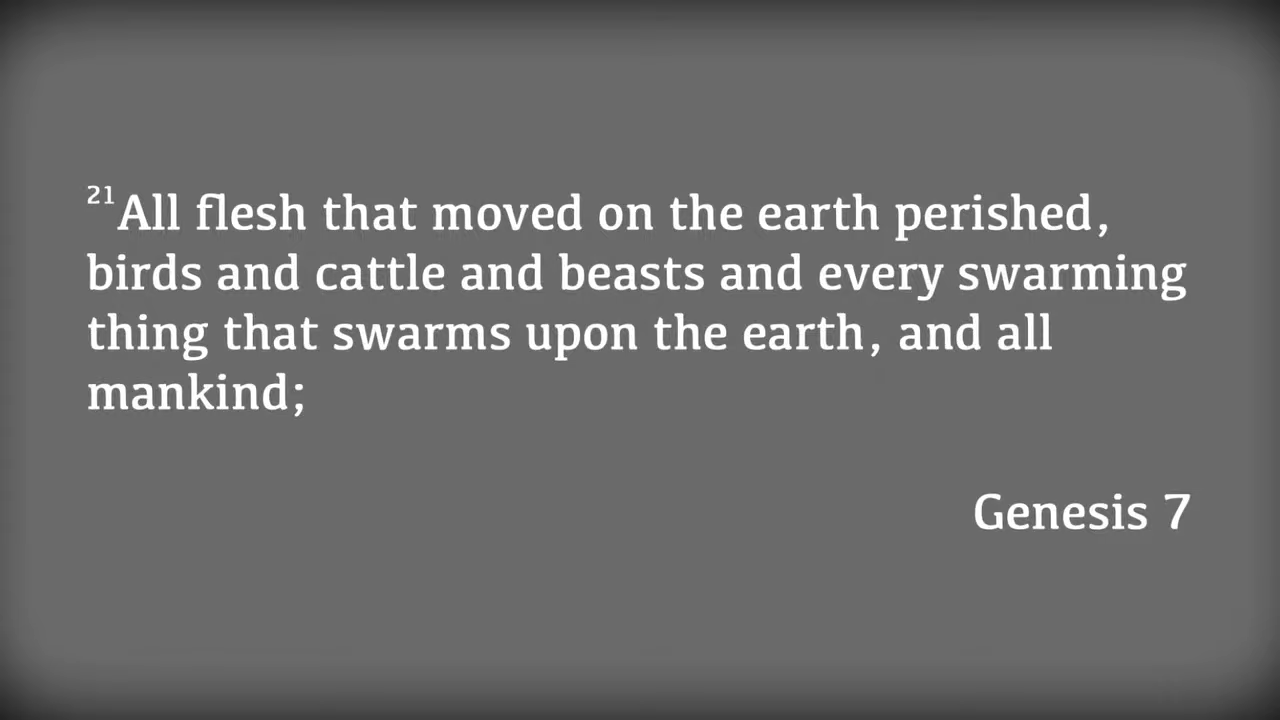 21All flesh that moved on the earth perished,
birds and cattle and beasts and every swarming
thing that swarms upon the earth, and all
mankind;
Genesis 7